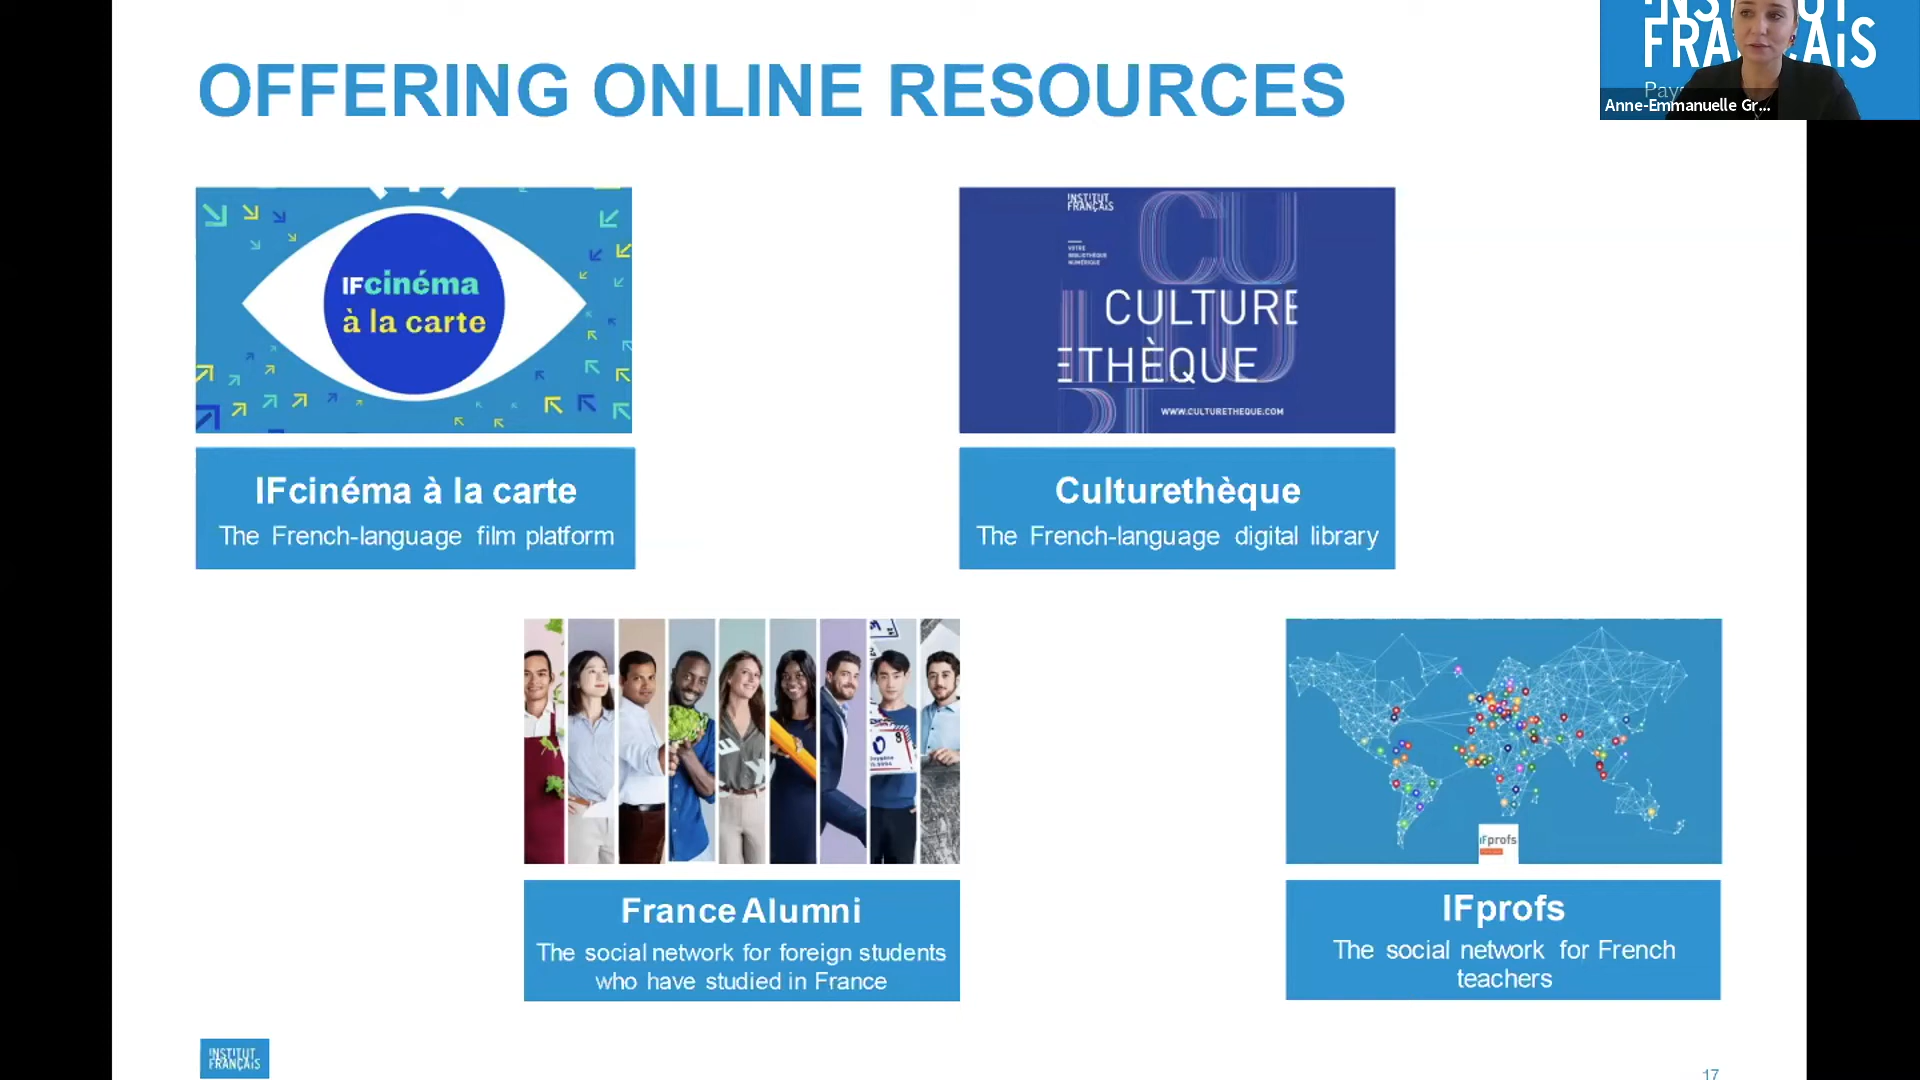 OFFERING ONLINE RESOURCES
INSTITUT
FRANÇAIS
Anne-Emmanuelle Gr...
IFcinéma
à la carte
INSTITUT
FRANÇAIS
VOTRE
BIBLIOTHÈQUE
NUMÉRIQUE
CULTURE
ETHÈQUE
WWW.CULTURETHEQUE.COM
IFcinéma à la carte
The French-language film platform
Culturethèque
The French-language digital library
IFprofs
France Alumni
The social network for foreign students
who have studied in France
IFprofs
The social network for French
teachers
INSTITUT
FRANÇAIS
17